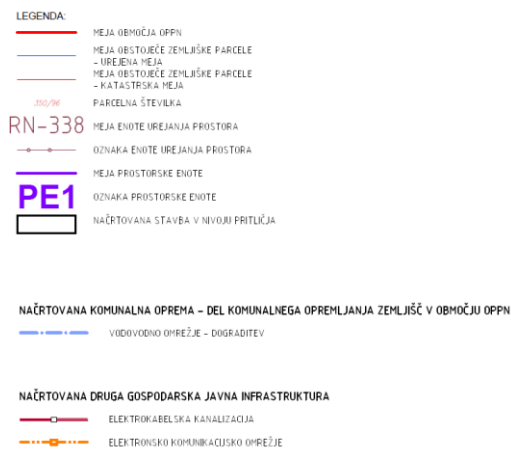 LEGENDA:
MEJA OBMOČJA OPPN
MEJA OBSTOJEČE ZEMLJIŠKE PARCELE
- UREJENA MEJA
MEJA OBSTOJEČE ZEMLJIŠKE PARCELE
- KATASTRSKA MEJA
350/96 PARCELNA ŠTEVILKA
RN-338 MEJA ENOTE UREJANJA PROSTORA
OZNAKA ENOTE UREJANJA PROSTORA
MEJA PROSTORSKE ENOTE
PE1 OZNAKA PROSTORSKE ENOTE
NAČRTOVANA STAVBA V NIVOJU PRITLIČJA
NAČRTOVANA KOMUNALNA OPREMA - DEL KOMUNALNEGA OPREMLJANJA ZEMLJIŠČ V OBMOČJU OPPN
VODOVODNO OMREŽJE - DOGRADITEV
NAČRTOVANA DRUGA GOSPODARSKA JAVNA INFRASTRUKTURA
ELEKTROKABELSKA KANALIZACIJA
ELEKTRONSKO KOMUNIKACIJSKO OMREŽJE